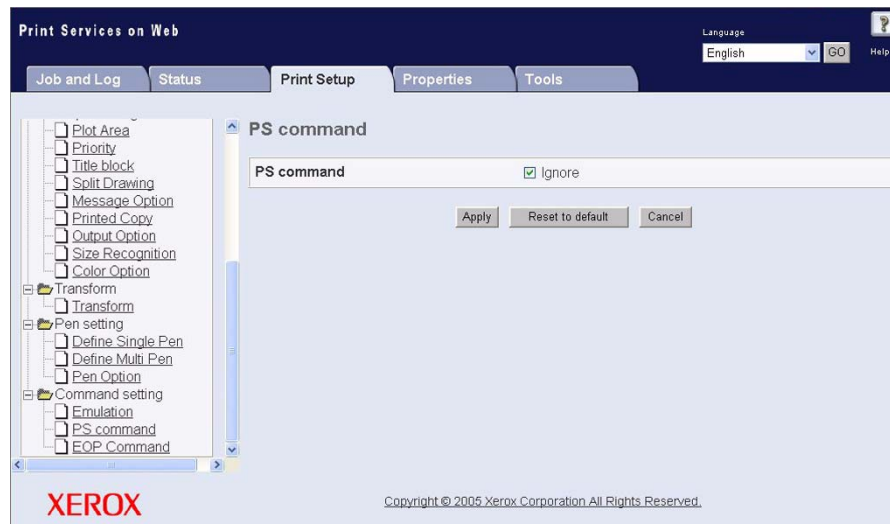 Print Services on Web
Language
English
GO
?
Help
Job and Log
Status
Print Setup
Properties
Tools
Plot Area
Priority
Title block
Split Drawing
Message Option
Printed Copy
Output Option
Size Recognition
Color Option
Transform
Transform
Pen setting
Define Single Pen
Define Multi Pen
Pen Option
Command setting
Emulation
PS command
EOP Command
PS command
PS command
Ignore
Apply
Reset to default
Cancel
XEROX
Copyright © 2005 Xerox Corporation All Rights Reserved.